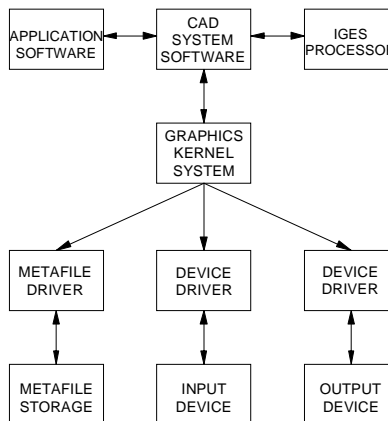 APPLICATION
SOFTWARE
CAD
SYSTEM
SOFTWARE
IGES
PROCESSOR
GRAPHICS
KERNEL
SYSTEM
METAFILE
DRIVER
DEVICE
DRIVER
DEVICE
DRIVER
METAFILE
STORAGE
INPUT
DEVICE
OUTPUT
DEVICE